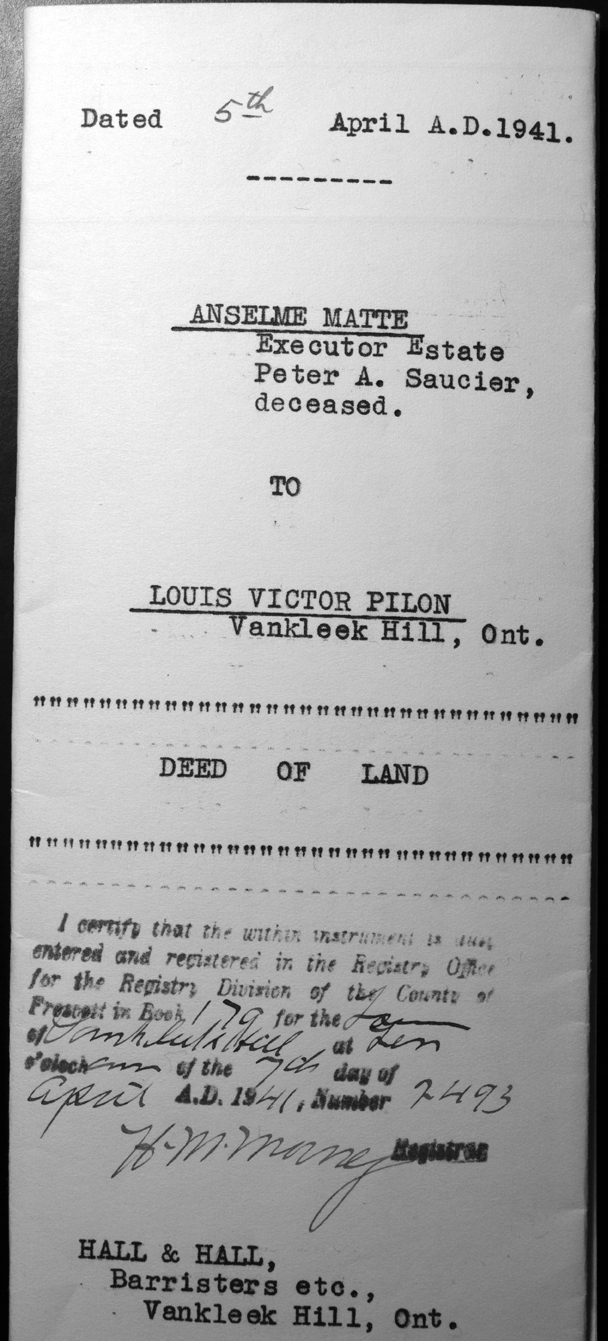 Dated 5th April A.D.1941.
---------
ANSELME MATTE
Executor Estate
Peter A. Saucier,
deceased.
TO
LOUIS VICTOR PILON
Vankleek Hill, Ont.
""""""""""""""""""""""""""""""""
DEED OF LAND
""""""""""""""""""""""""""""""""
I certify that the within instrument is duly
entered and registered in the Registry Office
for the Registry Division of the County of
Prescott in Book 179 for the Town
of Vankleek Hill at Ten
o'clock am of the 7th day of
April A.D. 1941, Number 2493
Registrar
HALL & HALL,
Barristers etc.,
Vankleek Hill, Ont.